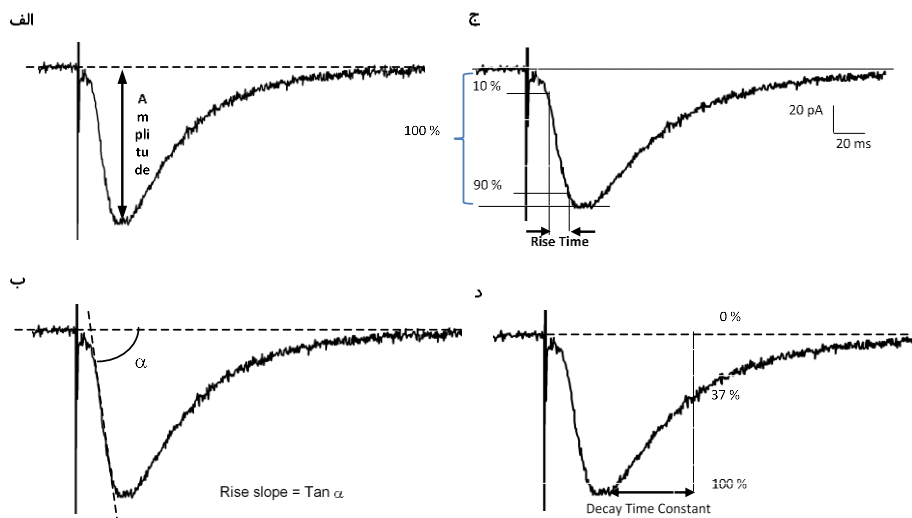 الف
A
m
pli
tu
de
ج
100 %
10 %
90 %
20 pA
20 ms
Rise Time
ب
α
Rise slope = Tan α
د
0 %
37 %
100 %
Decay Time Constant